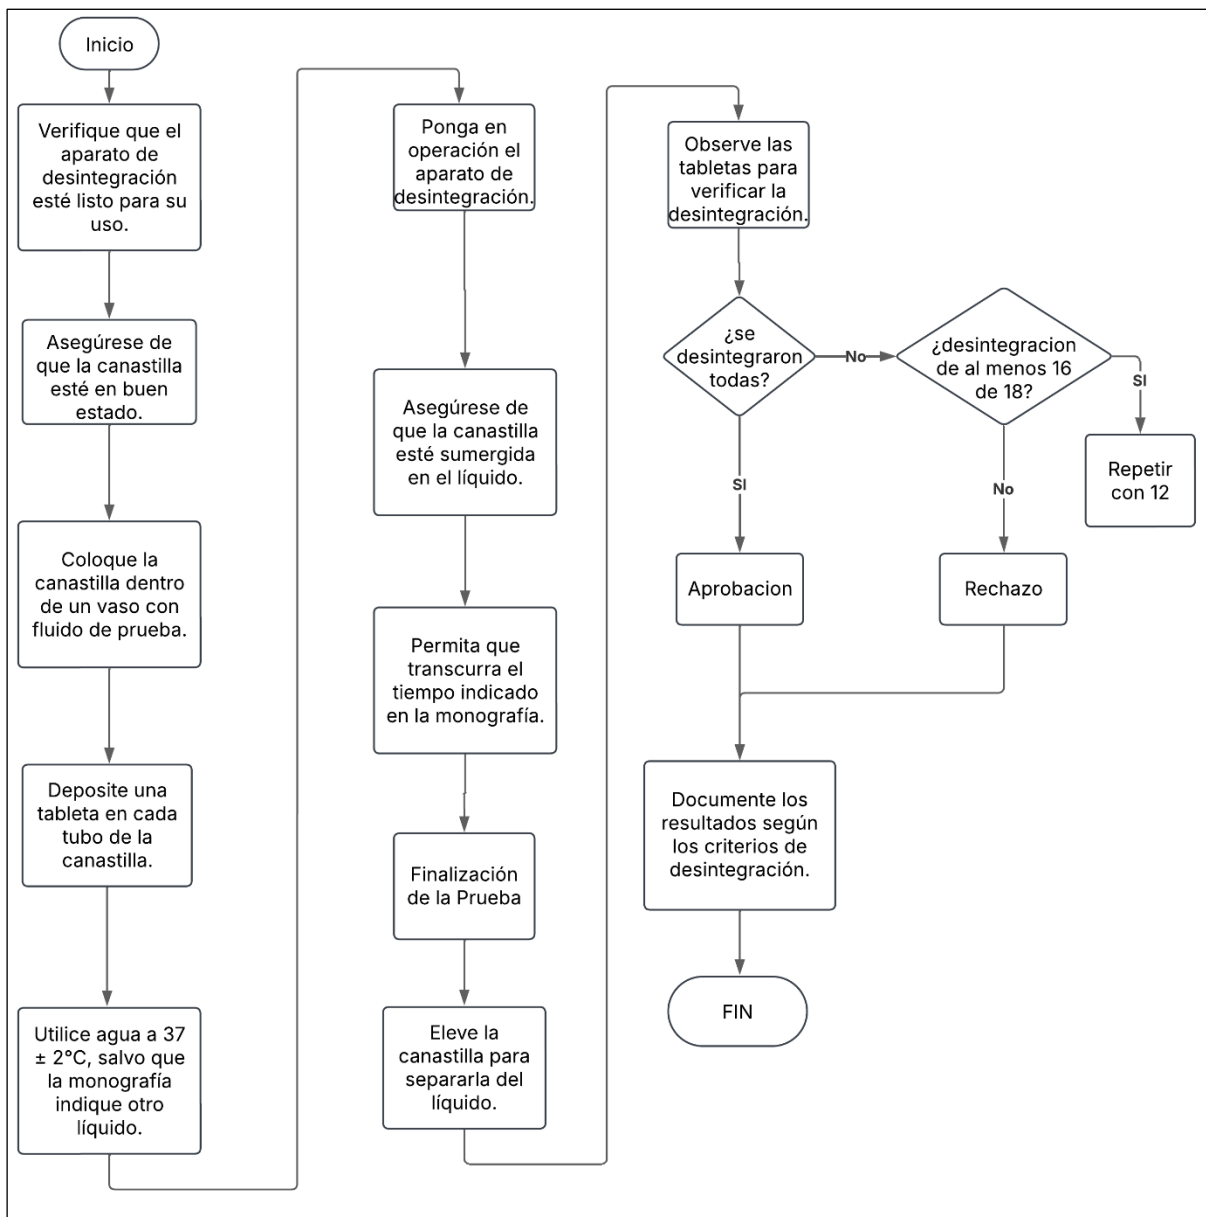 Inicio
Verifique que el
aparato de
desintegración
esté listo para su
uso.
Asegúrese de
que la canastilla
esté en buen
estado.
Coloque la
canastilla dentro
de un vaso con
fluido de prueba.
Deposite una
tableta en cada
tubo de la
canastilla.
Utilice agua a 37
± 2°C, salvo que
la monografía
indique otro
líquido.
Ponga en
operación el
aparato de
desintegración.
Asegúrese de
que la canastilla
esté sumergida
en el líquido.
Permita que
transcurra el
tiempo indicado
en la monografía.
Finalización
de la Prueba
Eleve la
canastilla para
separarla del
líquido.
Observe las
tabletas para
verificar la
desintegración.
¿se
desintegraron
todas?
No
¿desintegracion
de al menos 16
de 18?
SI
Repetir
con 12
SI
No
Aprobacion
Rechazo
Documente los
resultados según
los criterios de
desintegración.
FIN